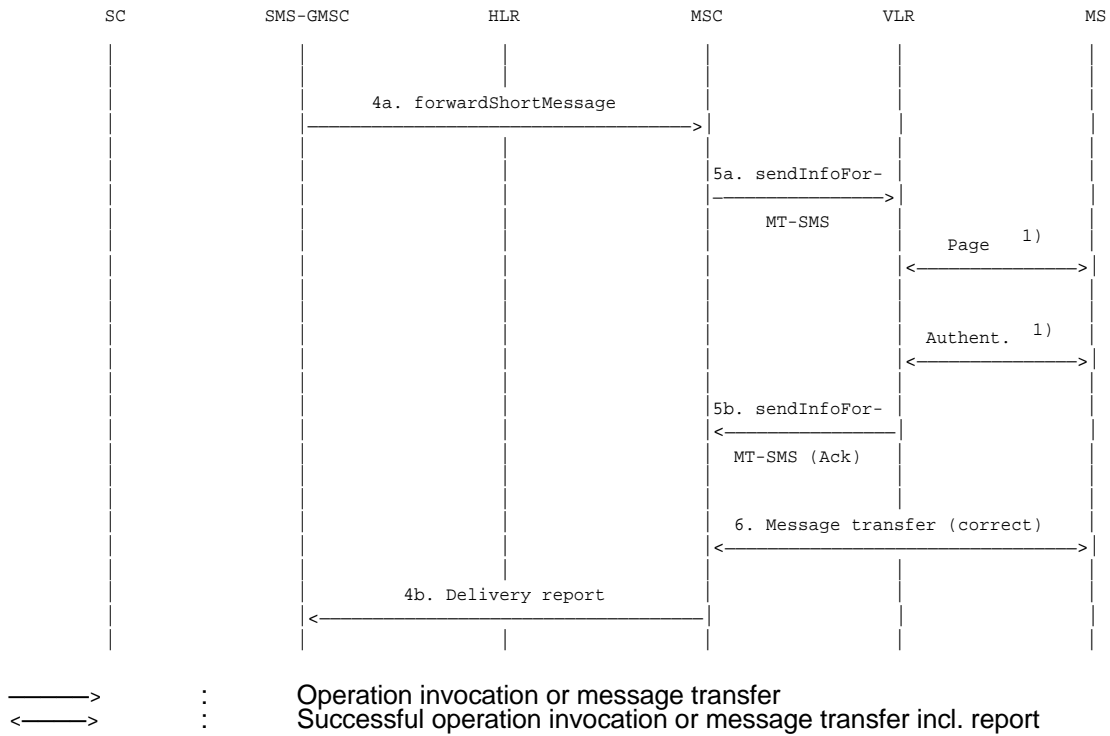 SC SMS-GMSC HLR MSC VLR MS
4a. forwardShortMessage
5a. sendInfoFor-
MT-SMS
Page 1)
Authent. 1)
5b. sendInfoFor-
MT-SMS (Ack)
6. Message transfer (correct)
4b. Delivery report
: Operation invocation or message transfer
: Successful operation invocation or message transfer incl. report